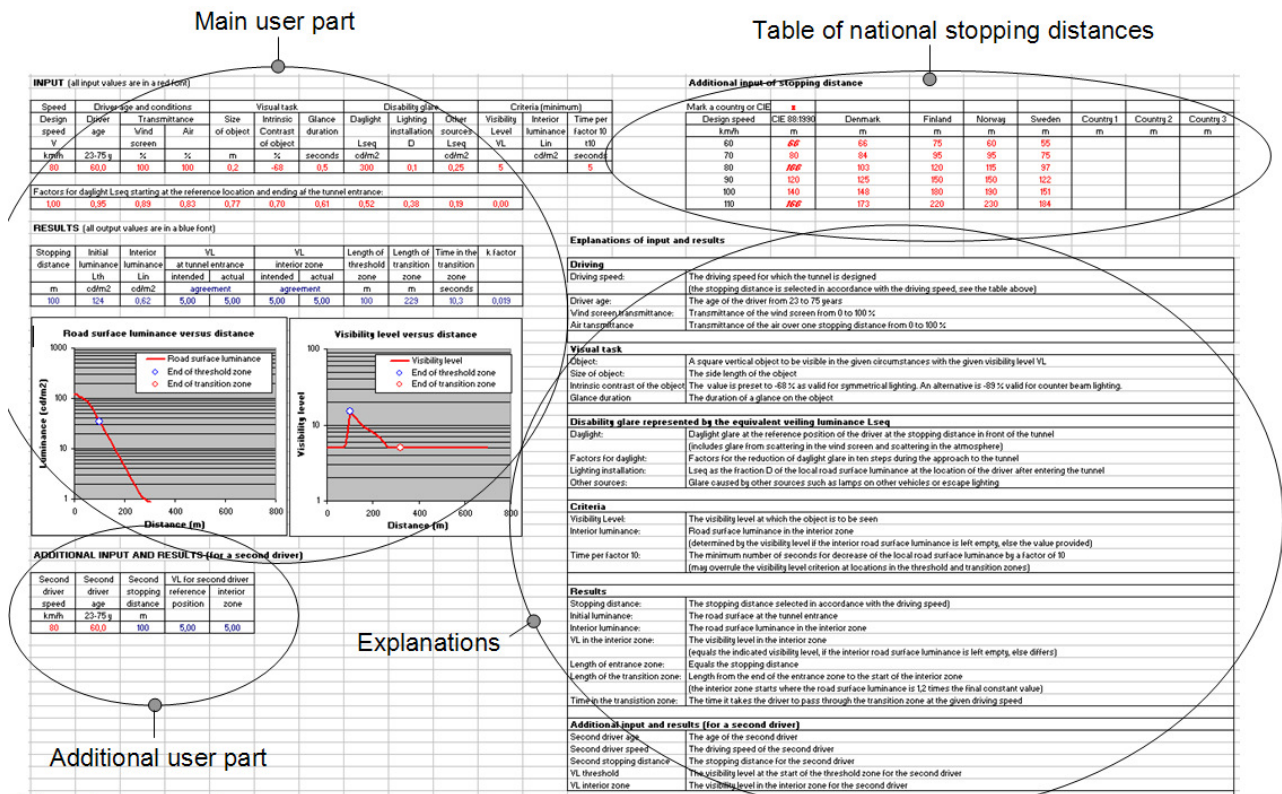 Main user part
Table of national stopping distances
INPUT (all input values are in a red font)
Speed Driver age and conditions Visual task Disability glare Criteria (minimum)
Design Driver Transmittance Size Intrinsic Glance Daylight Lighting Other Visibility Interior Time per
speed age Wind Air of object Contrast duration installation sources Level luminance factor 10
V screen of object Lseq D Lseq VL Lin t10
km/h 23-75 y % % m % seconds cd/m2 cd/m2 cd/m2 seconds
80 60,0 100 100 0,2 -68 0,5 300 0,1 0,25 5 5
Factors for daylight Lseq starting at the reference location and ending af the tunnel entrance:
1,00 0,95 0,89 0,83 0,77 0,70 0,61 0,52 0,38 0,19 0,00
RESULTS (all output values are in a blue font)
Stopping Initial Interior VL VL Length of Length of Time in the k factor
distance luminance luminance at tunnel entrance interior zone threshold transition transition
Lth Lin intended actual intended actual zone zone zone
m cd/m2 cd/m2 agreement agreement m m seconds
100 124 0,62 5,00 5,00 5,00 5,00 100 229 10,3 0,019
Road surface luminance versus distance
Luminance (cd/m2)
1000
100
10
1
Road surface luminance
End of threshold zone
End of transition zone
0 200 400 600 800
Distance (m)
Visibility level versus distance
Visibility level
100
10
1
Visibility level
End of threshold zone
End of transition zone
0 200 400 600 800
Distance (m)
ADDITIONAL INPUT AND RESULTS (for a second driver)
Second Second Second VL for second driver
driver driver stopping reference interior
speed age distance position zone
km/h 23-75 y m
80 60,0 100 5,00 5,00
Additional user part
Explanations
Additional input of stopping distance
Mark a country or CIE x
Design speed CIE 88:1990 Denmark Finland Norway Sweden Country 1 Country 2 Country 3
km/h m m m m m m m m
60 66 75 60 55
70 80 84 95 95 75
80 103 120 115 97
90 120 125 150 150 122
100 140 148 180 190 151
110 173 220 230 184
Explanations of input and results
Driving
Driving speed: The driving speed for which the tunnel is designed
(the stopping distance is selected in accordance with the driving speed, see the table above)
Driver age: The age of the driver from 23 to 75 years
Wind screen transmittance: Transmittance of the wind screen from 0 to 100 %
Air tansmittance Transmittance of the air over one stopping distance from 0 to 100 %
Visual task
Object: A square vertical object to be visible in the given circumstances with the given visibility level VL
Size of object: The side length of the object
Intrinsic contrast of the object The value is preset to -68 % as valid for symmetrical lighting. An alternative is -89 % valid for counter beam lighting.
Glance duration The duration of a glance on the object
Disability glare represented by the equivalent veiling luminance Lseq
Daylight: Daylight glare at the reference position of the driver at the stopping distance in front of the tunnel
(includes glare from scattering in the wind screen and scattering in the atmosphere)
Factors for daylight: Factors for the reduction of daylight glare in ten steps during the approach to the tunnel
Lighting installation: Lseq as the fraction D of the local road surface luminance at the location of the driver after entering the tunnel
Other sources: Glare caused by other sources such as lamps on other vehicles or escape lighting
Criteria
Visibility Level: The visibility level at which the object is to be seen
Interior luminance: Road surface luminance in the interior zone
(determined by the visibility level if the interior road surface luminance is left empty, else the value provided)
Time per factor 10: The minimum number of seconds for decrease of the local road surface luminance by a factor of 10
(may overrule the visibility level criterion at locations in the threshold and transition zones)
Results
Stopping distance: The stopping distance selected in accordance with the driving speed)
Initial luminance: The road surface at the tunnel entrance
Interior luminance: The road surface luminance in the interior zone
VL in the interior zone: The visibility level in the interior zone
(equals the indicated visibility level, if the interior road surface luminance is left empty, else differs)
Length of entrance zone: Equals the stopping distance
Length of the transition zone: Length from the end of the entrance zone to the start of the interior zone
(the interior zone starts where the road surface luminance is 1,2 times the final constant value)
Time in the transistion zone: The time it takes the driver to pass through the transition zone at the given driving speed
Additional input and results (for a second driver)
Second driver age The age of the second driver
Second driver speed The driving speed of the second driver
Second stopping distance The stopping distance for the second driver
VL threshold The visibility level at the start of the threshold zone for the second driver
VL interior zone The visibility level in the interior zone for the second driver